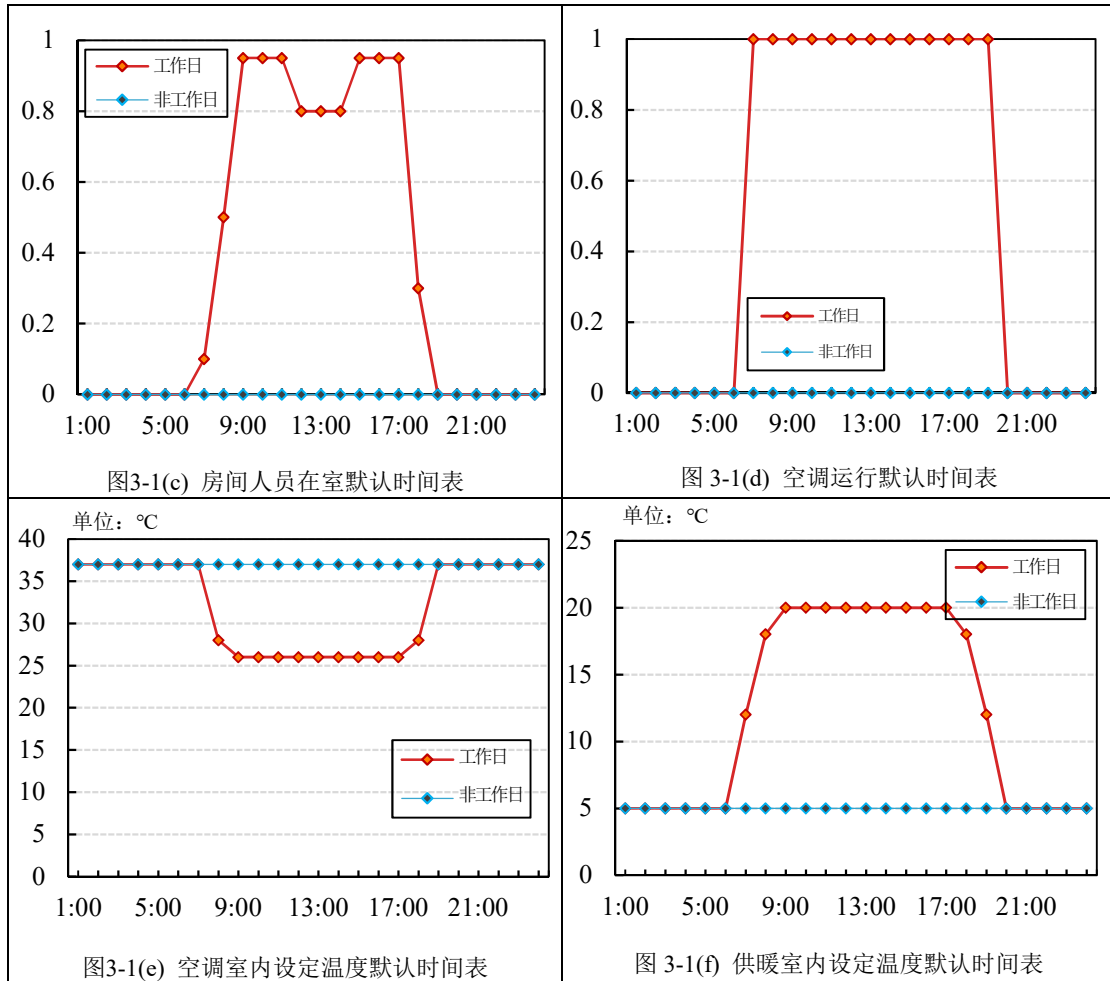 1
0.8
0.6
0.4
0.2
0
工作日
非工作日
1:00 5:00 9:00 13:00 17:00 21:00
图3-1(c) 房间人员在室默认时间表
1
0.8
0.6
0.4
0.2
0
工作日
非工作日
1:00 5:00 9:00 13:00 17:00 21:00
图 3-1(d) 空调运行默认时间表
单位：℃
40
35
30
25
20
15
10
5
0
工作日
非工作日
1:00 5:00 9:00 13:00 17:00 21:00
图3-1(e) 空调室内设定温度默认时间表
单位：℃
25
20
15
10
5
0
工作日
非工作日
1:00 5:00 9:00 13:00 17:00 21:00
图 3-1(f) 供暖室内设定温度默认时间表